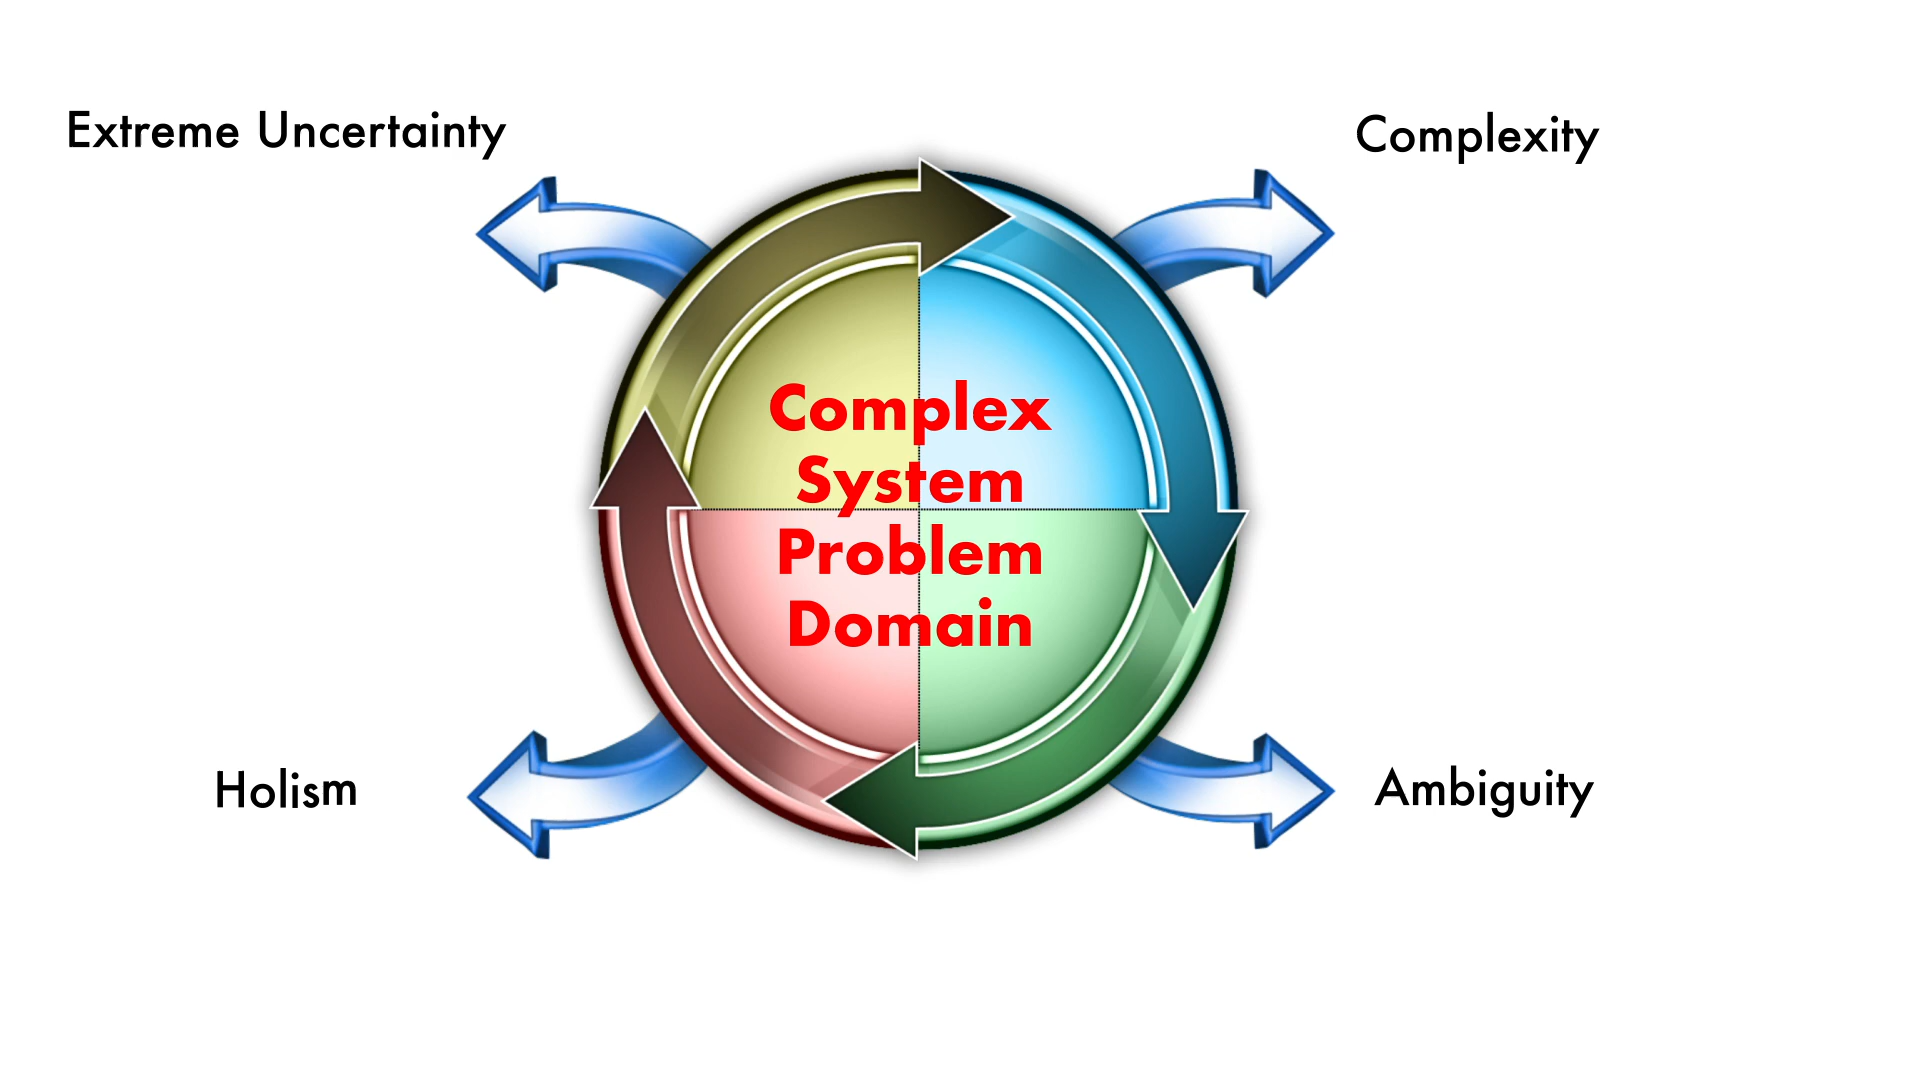 Extreme Uncertainty
Complexity
Complex
System
Problem
Domain
Holism
Ambiguity